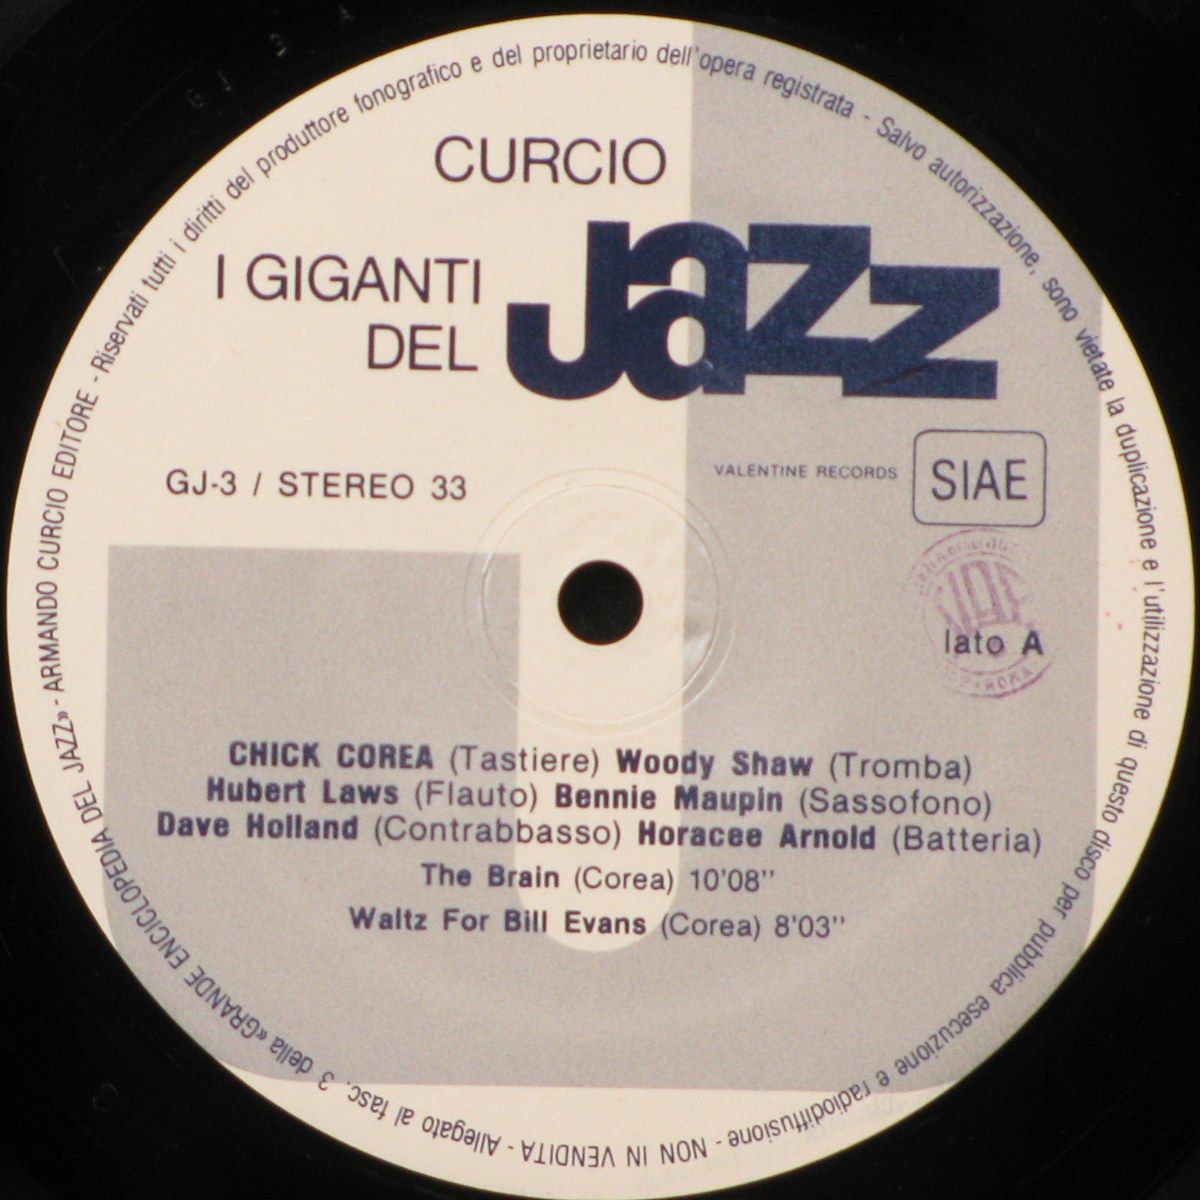 CURCIO
I GIGANTI
DEL
Jazz
GJ-3 / STEREO 33
VALENTINE RECORDS
SIAE
lato A
CHICK COREA (Tastiere) Woody Shaw (Tromba)
Hubert Laws (Flauto) Bennie Maupin (Sassofono)
Dave Holland (Contrabbasso) Horacee Arnold (Batteria)
The Brain (Corea) 10'08''
Waltz For Bill Evans (Corea) 8'03''
Allegato al fasc. 3 della «GRANDE ENCICLOPEDIA DEL JAZZ» - ARMANDO CURCIO EDITORE - Riservati tutti i diritti del produttore fonografico e del proprietario dell'opera registrata - Salvo autorizzazione, sono vietate la duplicazione e l'utilizzazione di questo disco per pubblica esecuzione e radiodiffusione - NON IN VENDITA -
SIAE
ROMA